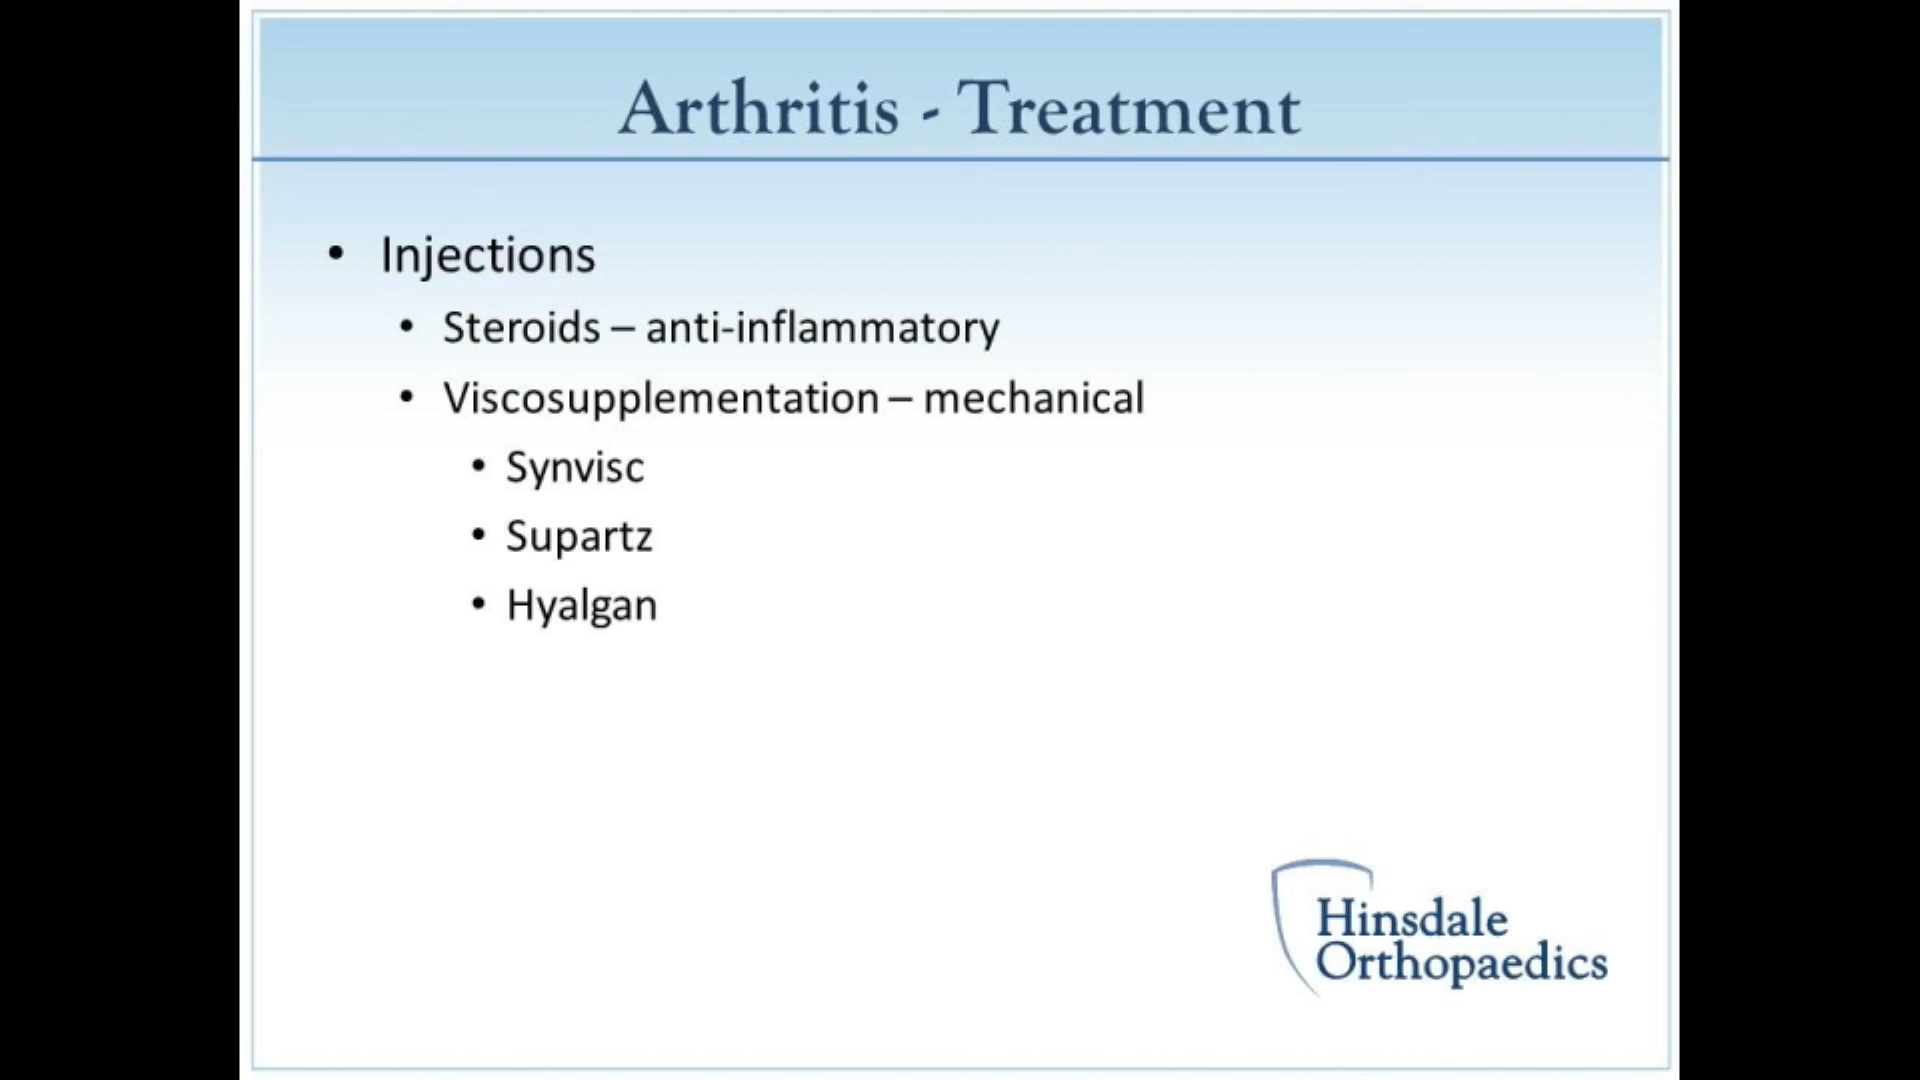 Arthritis - Treatment
• Injections
• Steroids – anti-inflammatory
• Viscosupplementation – mechanical
• Synvisc
• Supartz
• Hyalgan
Hinsdale
Orthopaedics